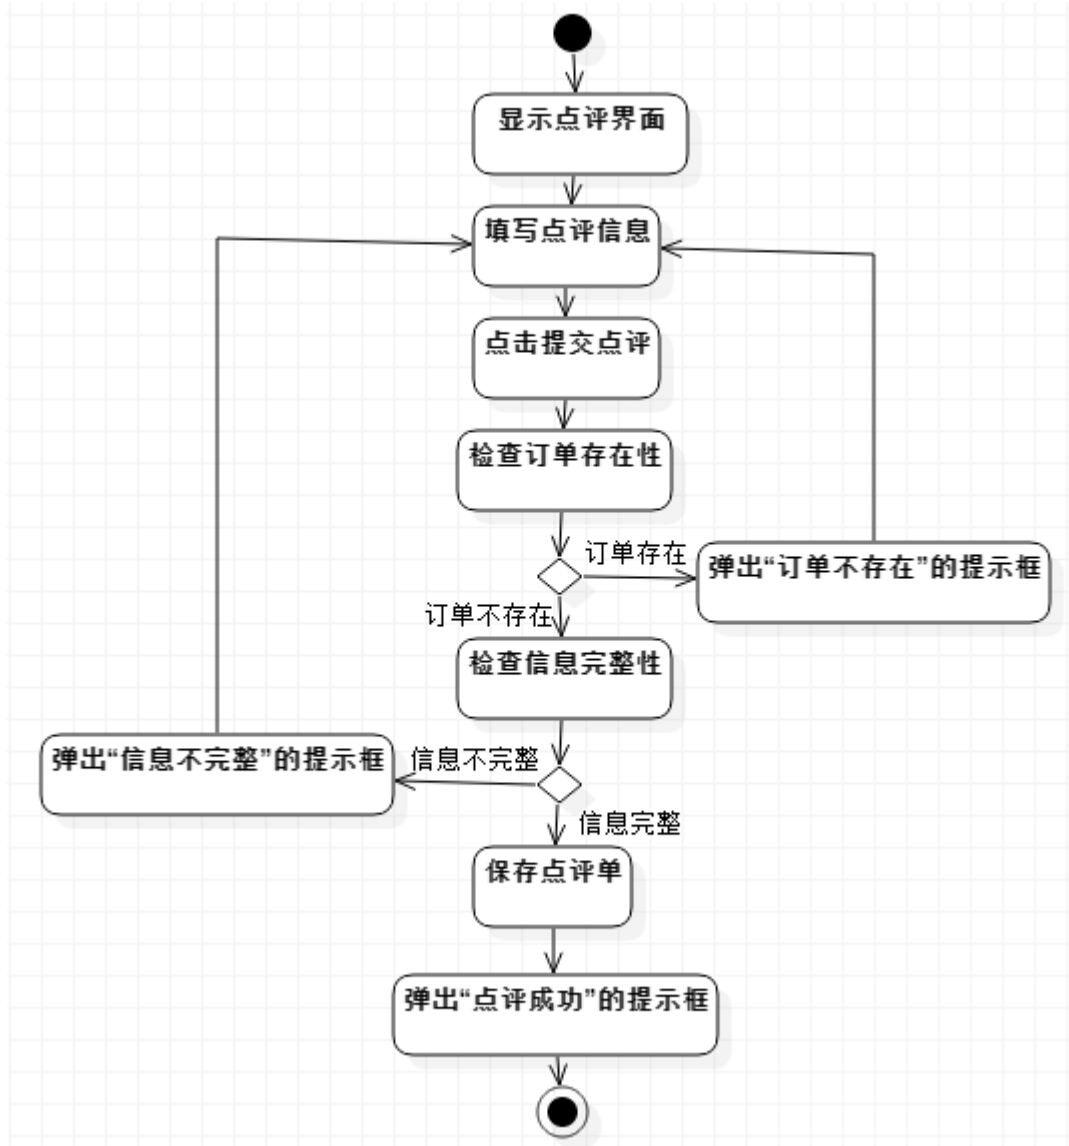 显示点评界面
填写点评信息
点击提交点评
检查订单存在性
订单存在
弹出“订单不存在”的提示框
订单不存在
检查信息完整性
弹出“信息不完整”的提示框
信息不完整
信息完整
保存点评单
弹出“点评成功”的提示框